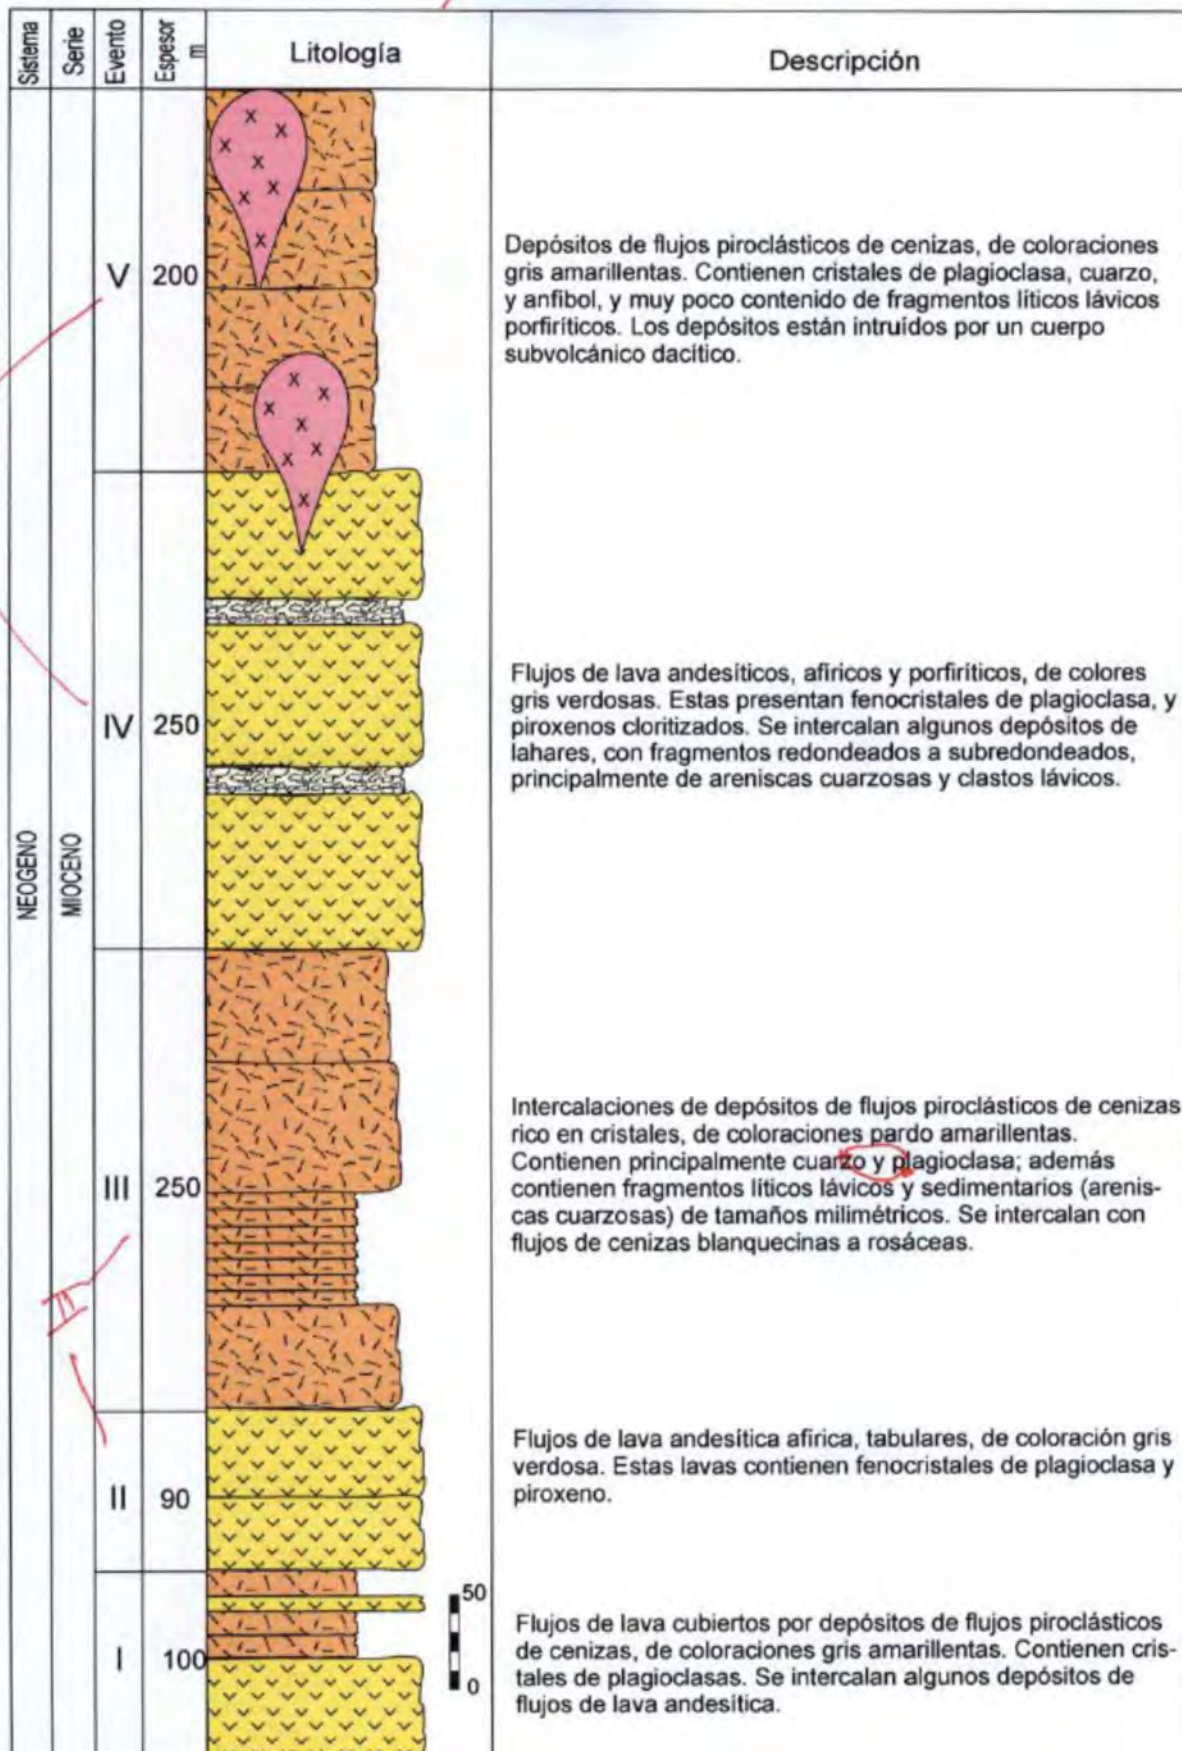 Sistema
Serie
Evento
Espesor m
Litología
Descripción
NEOGENO
MIOCENO
V
200
Depósitos de flujos piroclásticos de cenizas, de coloraciones
gris amarillentas. Contienen cristales de plagioclasa, cuarzo,
y anfibol, y muy poco contenido de fragmentos líticos lávicos
porfiríticos. Los depósitos están intruídos por un cuerpo
subvolcánico dacítico.
IV
250
Flujos de lava andesíticos, afíricos y porfiríticos, de colores
gris verdosas. Estas presentan fenocristales de plagioclasa, y
piroxenos cloritizados. Se intercalan algunos depósitos de
lahares, con fragmentos redondeados a subredondeados,
principalmente de areniscas cuarzosas y clastos lávicos.
III
250
Intercalaciones de depósitos de flujos piroclásticos de cenizas
rico en cristales, de coloraciones pardo amarillentas.
Contienen principalmente cuarzo y plagioclasa; además
contienen fragmentos líticos lávicos y sedimentarios (arenis-
cas cuarzosas) de tamaños milimétricos. Se intercalan con
flujos de cenizas blanquecinas a rosáceas.
II
II
90
Flujos de lava andesítica afírica, tabulares, de coloración gris
verdosa. Estas lavas contienen fenocristales de plagioclasa y
piroxeno.
I
100
50
0
Flujos de lava cubiertos por depósitos de flujos piroclásticos
de cenizas, de coloraciones gris amarillentas. Contienen cris-
tales de plagioclasas. Se intercalan algunos depósitos de
flujos de lava andesítica.